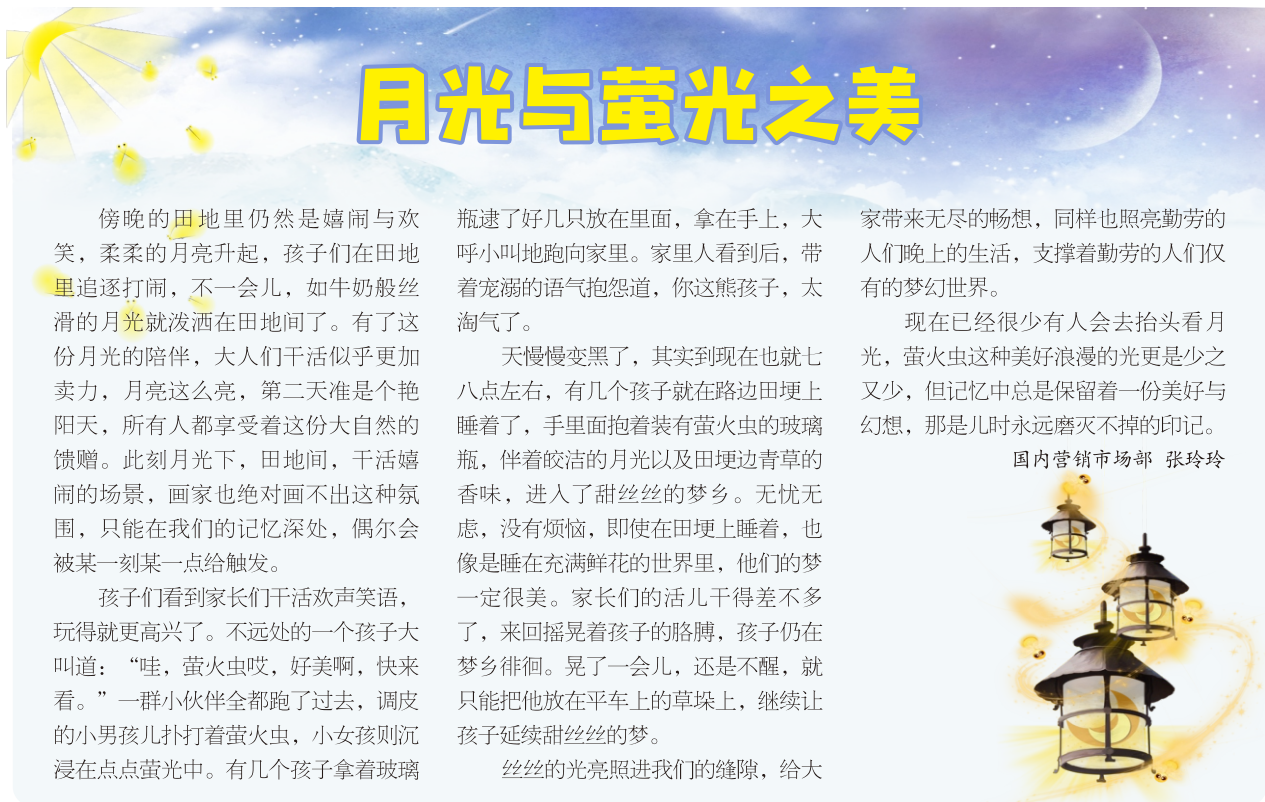 月光与萤光之美
傍晚的田地里仍然是嬉闹与欢
笑，柔柔的月亮升起，孩子们在田地
里追逐打闹，不一会儿，如牛奶般丝
滑的月光就泼洒在田地间了。有了这
份月光的陪伴，大人们干活似乎更加
卖力，月亮这么亮，第二天准是个艳
阳天，所有人都享受着这份大自然的
馈赠。此刻月光下，田地间，干活嬉
闹的场景，画家也绝对画不出这种氛
围，只能在我们的记忆深处，偶尔会
被某一刻某一点给触发。
孩子们看到家长们干活欢声笑语，
玩得就更高兴了。不远处的一个孩子大
叫道：“哇，萤火虫哎，好美啊，快来
看。”一群小伙伴全都跑了过去，调皮
的小男孩儿扑打着萤火虫，小女孩则沉
浸在点点萤光中。有几个孩子拿着玻璃
瓶逮了好几只放在里面，拿在手上，大
呼小叫地跑向家里。家里人看到后，带
着宠溺的语气抱怨道，你这熊孩子，太
淘气了。
天慢慢变黑了，其实到现在也就七
八点左右，有几个孩子就在路边田埂上
睡着了，手里面抱着装有萤火虫的玻璃
瓶，伴着皎洁的月光以及田埂边青草的
香味，进入了甜丝丝的梦乡。无忧无
虑，没有烦恼，即使在田埂上睡着，也
像是睡在充满鲜花的世界里，他们的梦
一定很美。家长们的活儿干得差不多
了，来回摇晃着孩子的胳膊，孩子仍在
梦乡徘徊。晃了一会儿，还是不醒，就
只能把他放在平车上的草垛上，继续让
孩子延续甜丝丝的梦。
丝丝的光亮照进我们的缝隙，给大
家带来无尽的畅想，同样也照亮勤劳的
人们晚上的生活，支撑着勤劳的人们仅
有的梦幻世界。
现在已经很少有人会去抬头看月
光，萤火虫这种美好浪漫的光更是少之
又少，但记忆中总是保留着一份美好与
幻想，那是儿时永远磨灭不掉的印记。
国内营销市场部 张玲玲